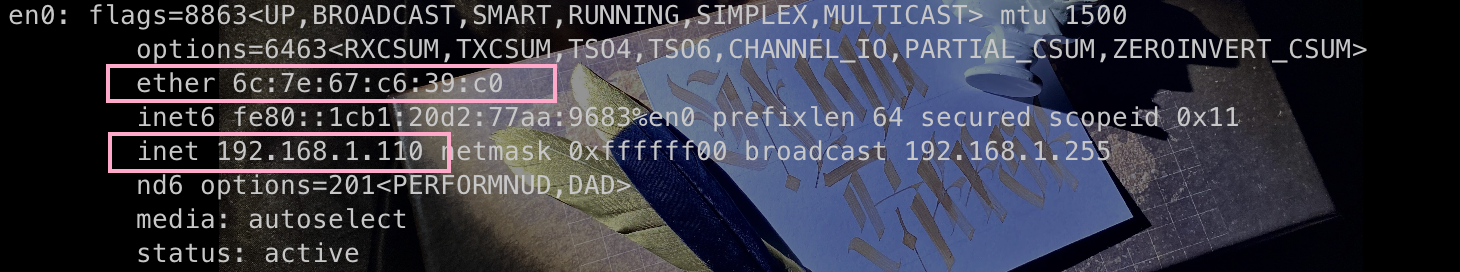 en0: flags=8863<UP,BROADCAST,SMART,RUNNING,SIMPLEX,MULTICAST> mtu 1500
options=6463<RXCSUM,TXCSUM,TSO4,TSO6,CHANNEL_IO,PARTIAL_CSUM,ZEROINVERT_CSUM>
ether 6c:7e:67:c6:39:c0
inet6 fe80::1cb1:20d2:77aa:9683%en0 prefixlen 64 secured scopeid 0x11
inet 192.168.1.110 netmask 0xffffff00 broadcast 192.168.1.255
nd6 options=201<PERFORMNUD,DAD>
media: autoselect
status: active